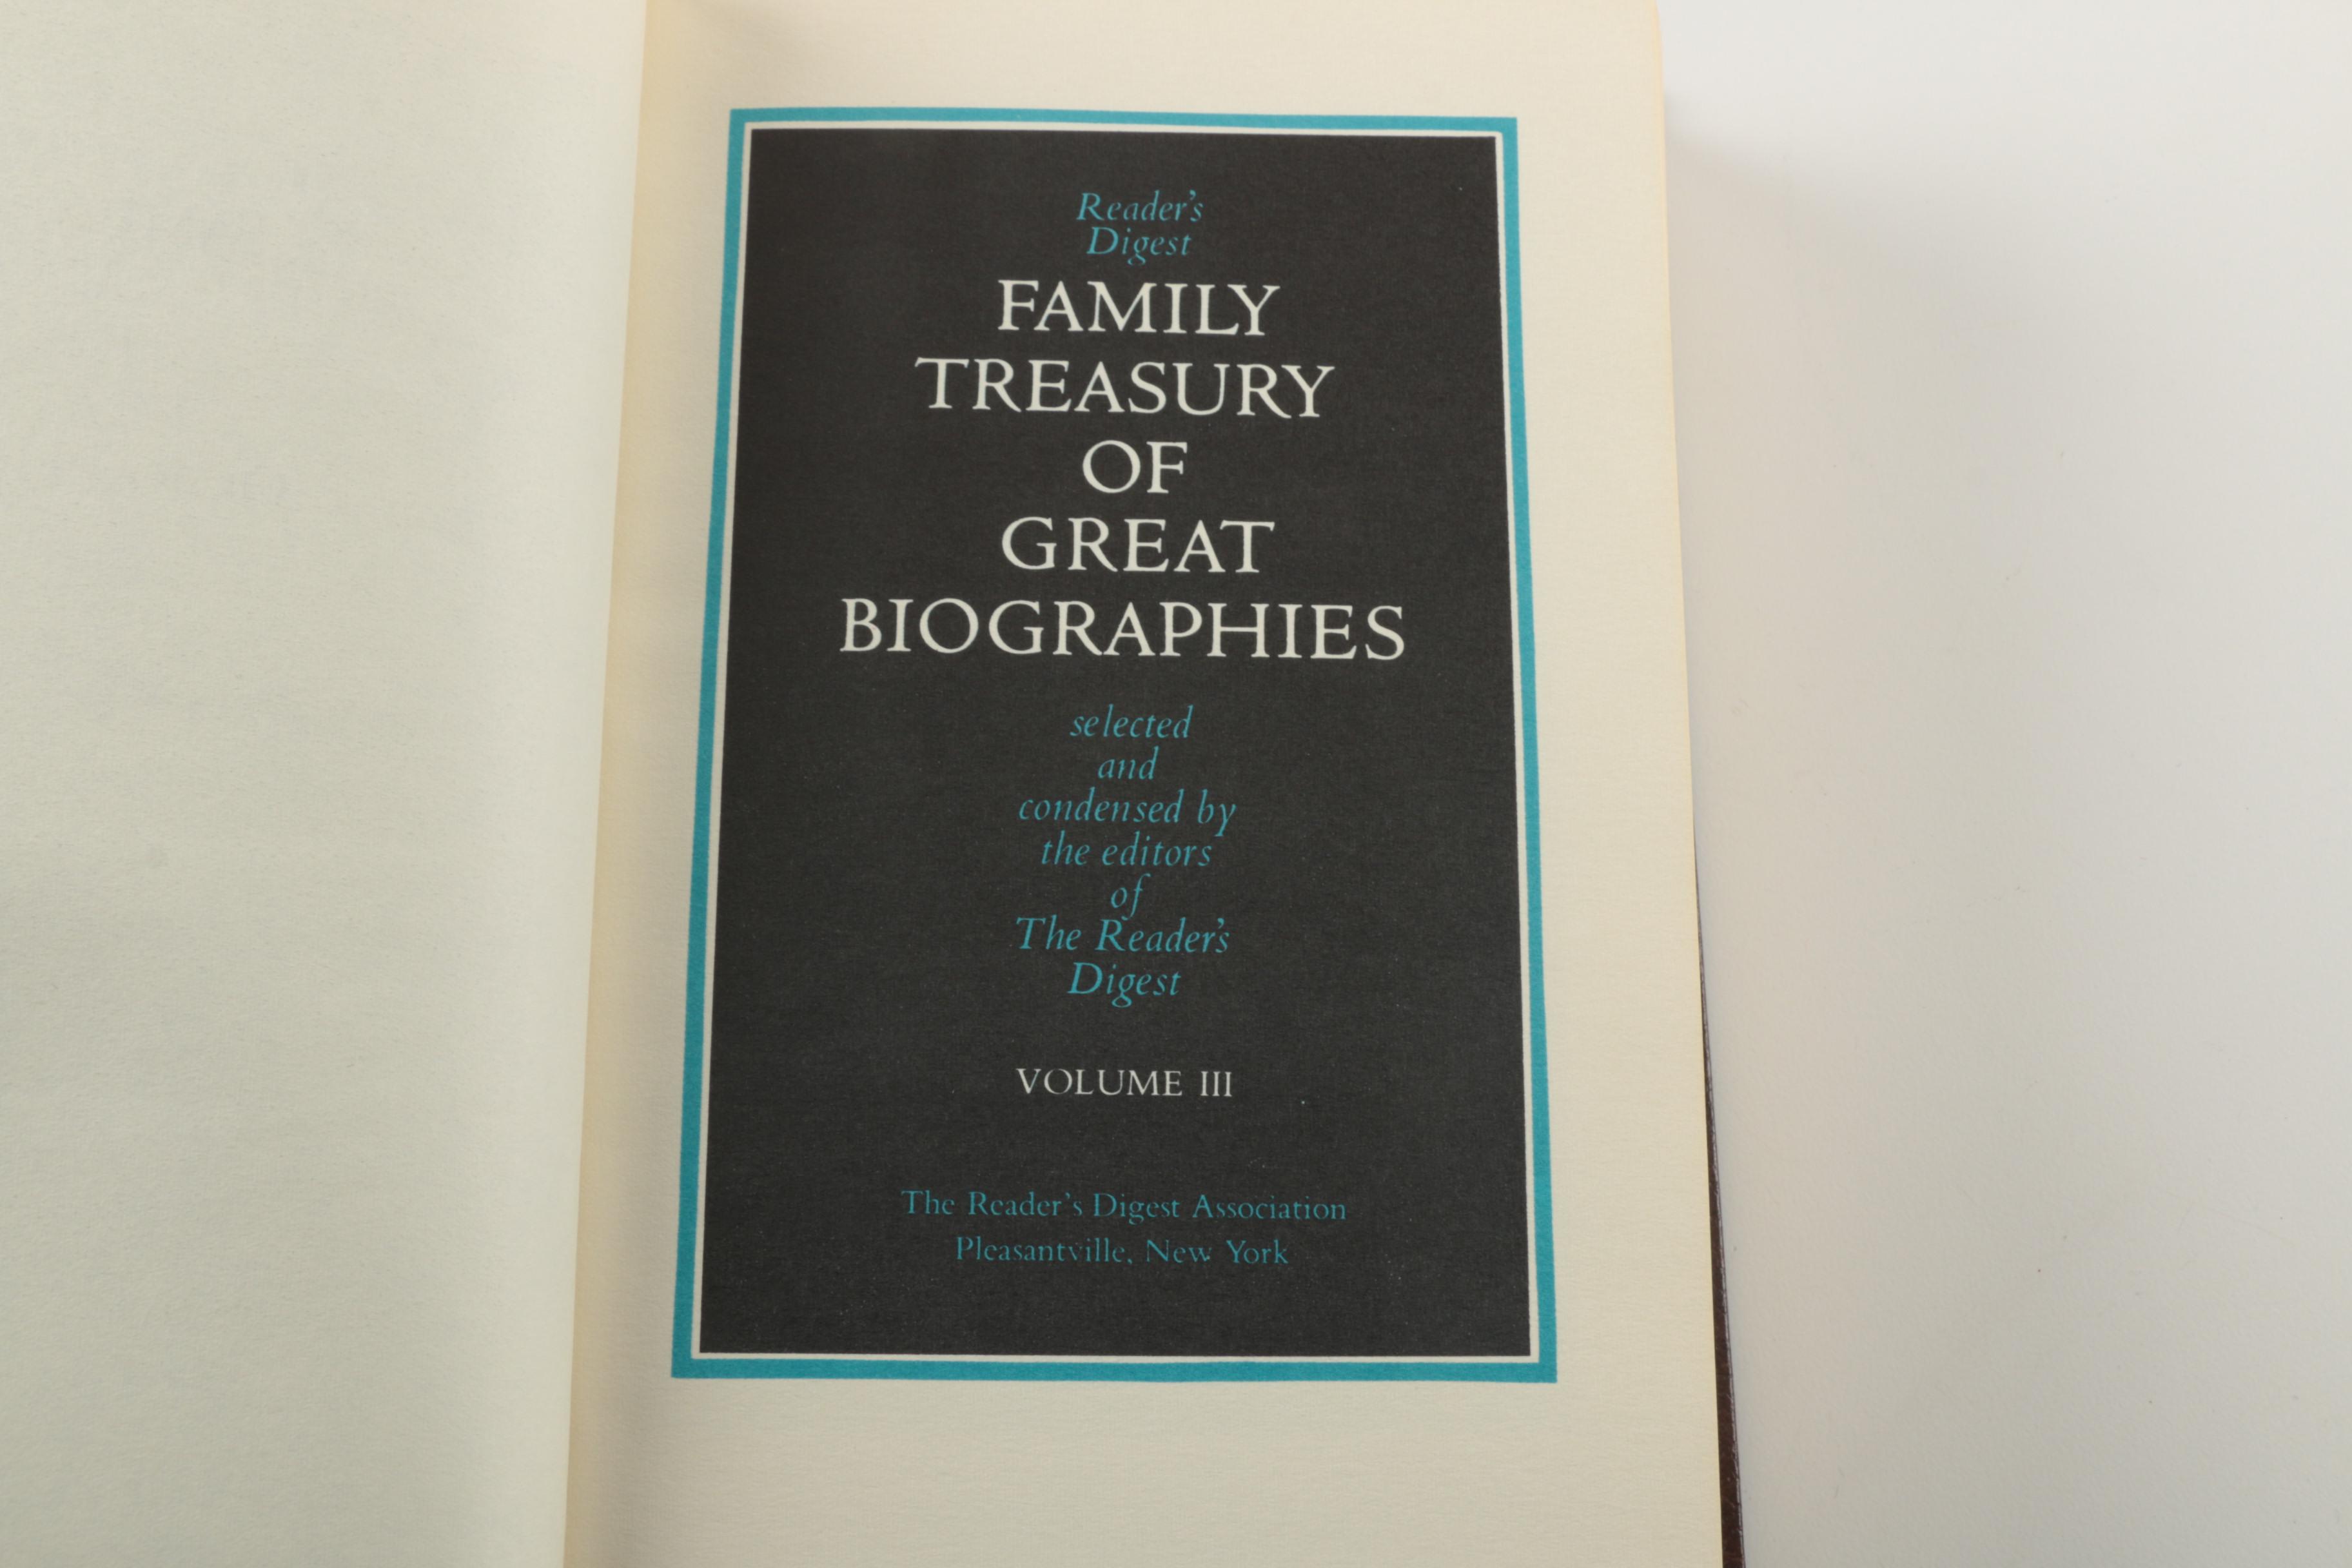 Reader's
Digest
FAMILY
TREASURY
OF
GREAT
BIOGRAPHIES
selected
and
condensed by
the editors
of
The Reader's
Digest
VOLUME III
The Reader's Digest Association
Pleasantville, New York